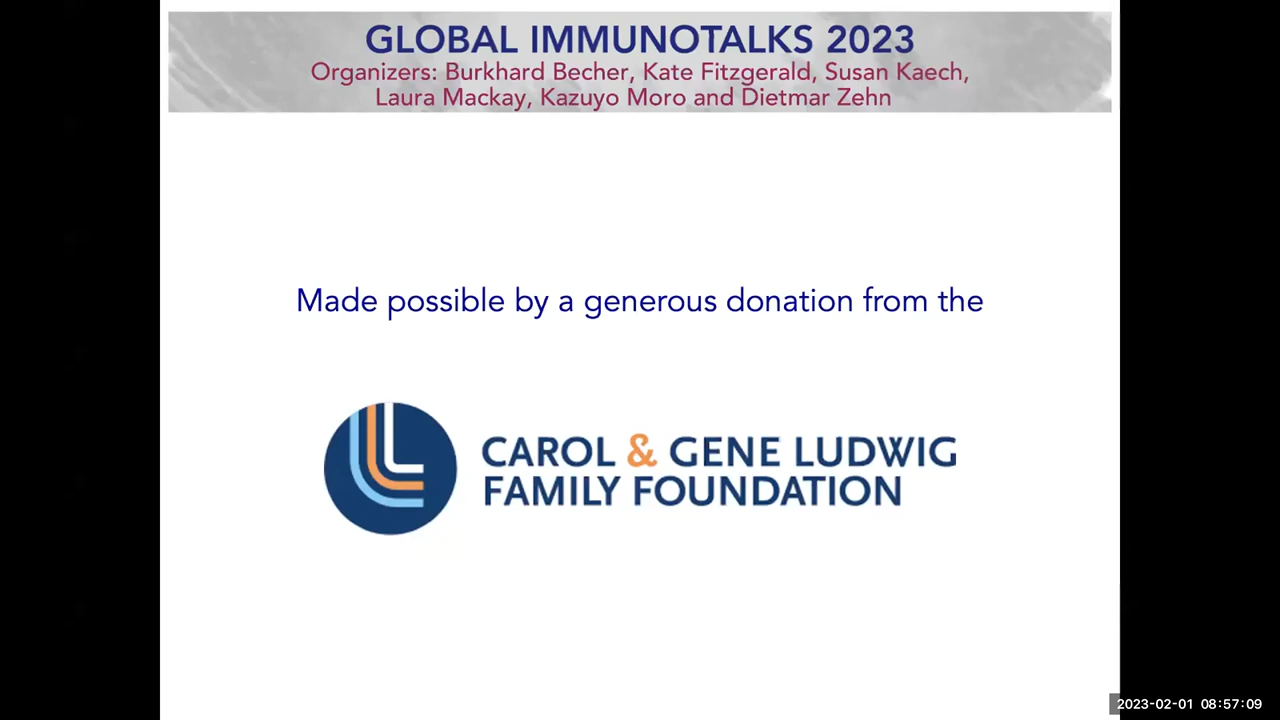 GLOBAL IMMUNOTALKS 2023
Organizers: Burkhard Becher, Kate Fitzgerald, Susan Kaech,
Laura Mackay, Kazuyo Moro and Dietmar Zehn
Made possible by a generous donation from the
CAROL & GENE LUDWIG
FAMILY FOUNDATION
2023-02-01 08:57:09